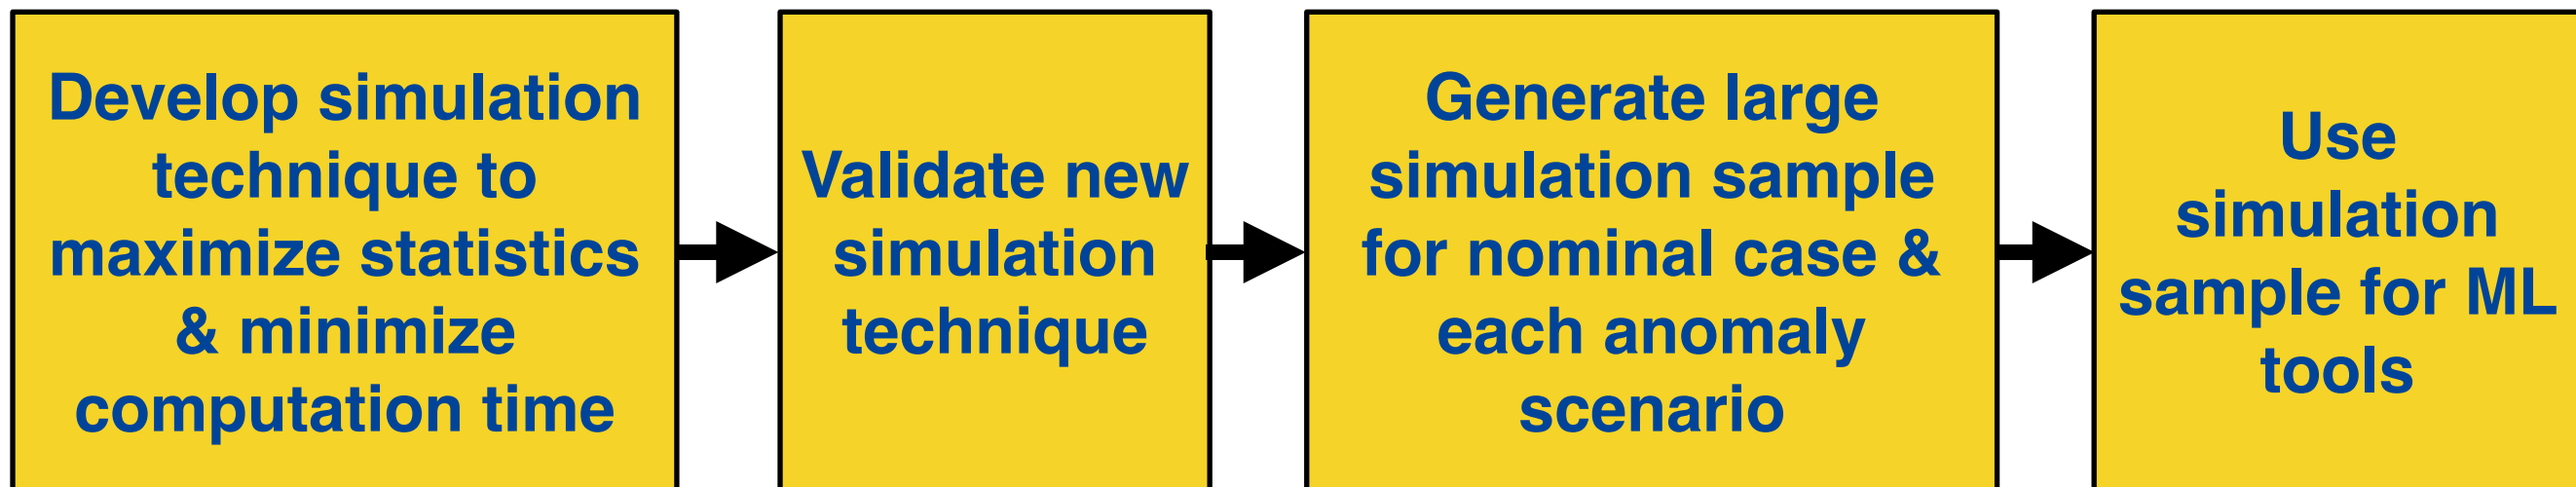 Develop simulation
technique to
maximize statistics
& minimize
computation time
Validate new
simulation
technique
Generate large
simulation sample
for nominal case &
each anomaly
scenario
Use
simulation
sample for ML
tools